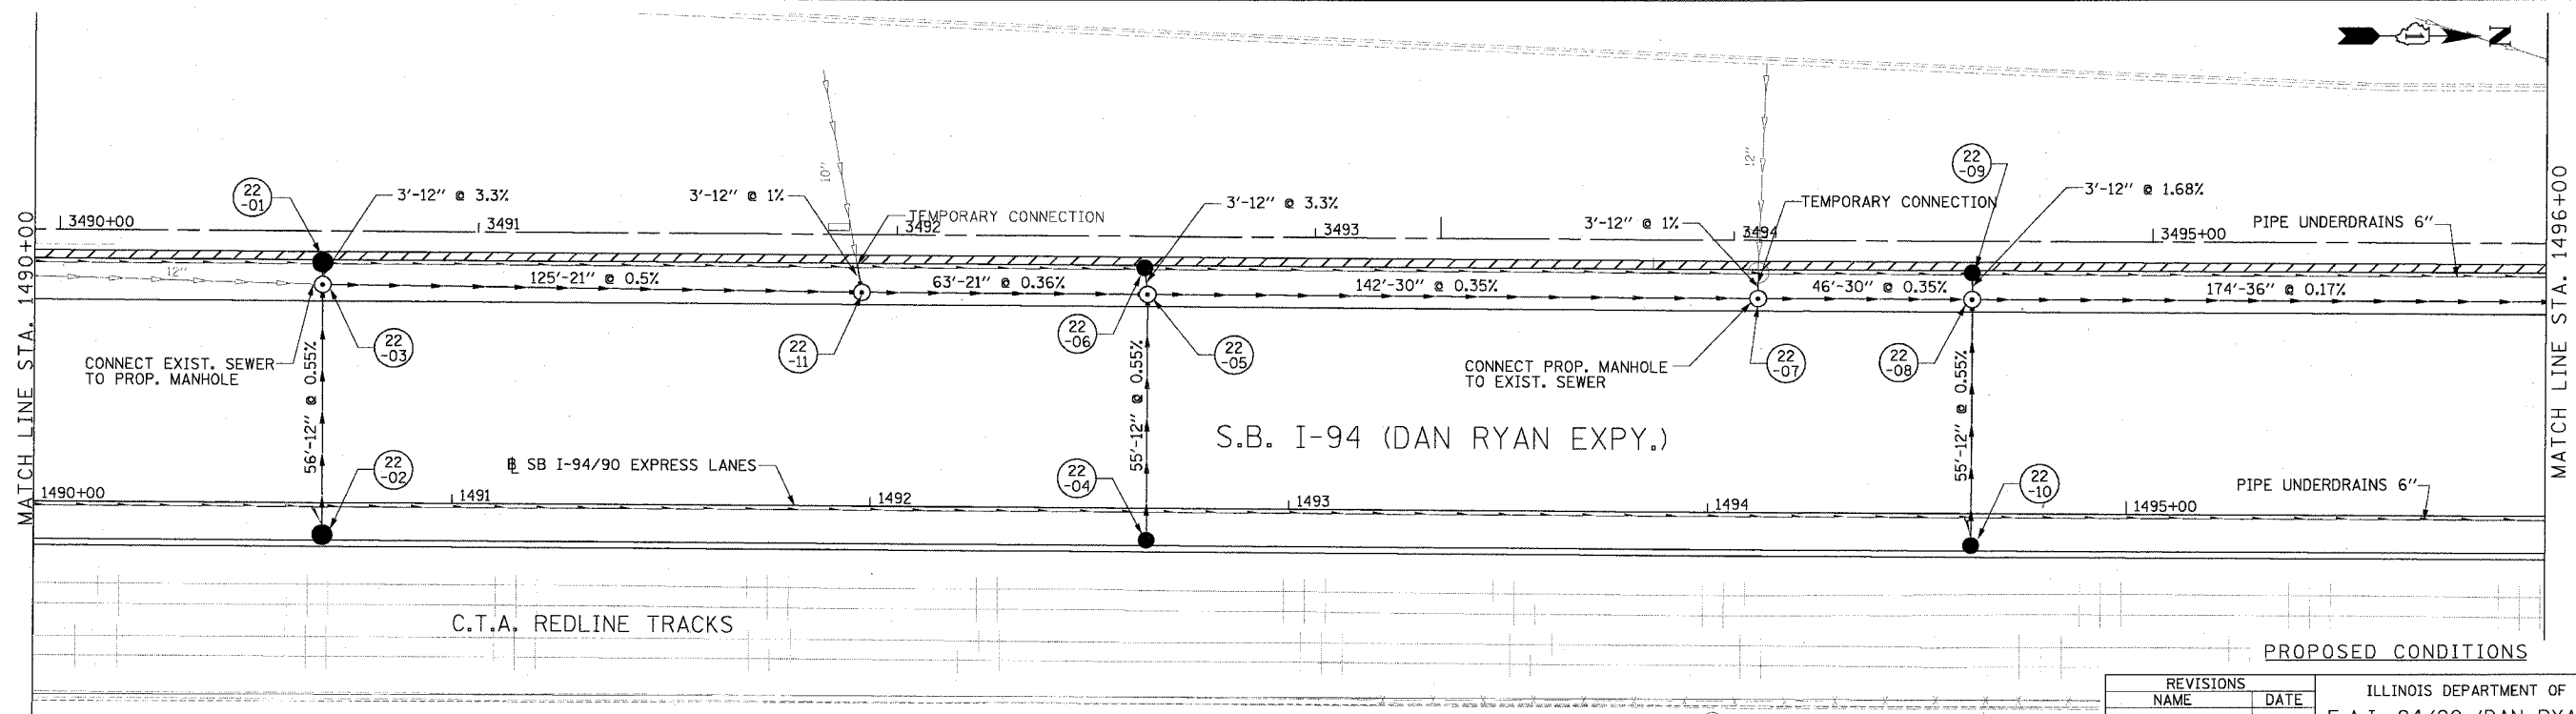 N
1
22
-01
3'-12" @ 3.3%
3'-12" @ 1%
10"
TEMPORARY CONNECTION
3'-12" @ 3.3%
3'-12" @ 1%
12"
TEMPORARY CONNECTION
22
-09
3'-12" @ 1.68%
PIPE UNDERDRAINS 6"
3490+00
3491
3492
3493
3494
3495+00
12"
125'-21" @ 0.5%
63'-21" @ 0.36%
142'-30" @ 0.35%
46'-30" @ 0.35%
174'-36" @ 0.17%
MATCH LINE STA. 1490+00
MATCH LINE STA. 1496+00
CONNECT EXIST. SEWER
TO PROP. MANHOLE
22
-03
22
-11
22
-06
22
-05
CONNECT PROP. MANHOLE
TO EXIST. SEWER
22
-07
22
-08
56'-12" @ 0.55%
55'-12" @ 0.55%
55'-12" @ 0.55%
S.B. I-94 (DAN RYAN EXPY.)
22
-02
℄ SB I-94/90 EXPRESS LANES
22
-04
22
-10
PIPE UNDERDRAINS 6"
1490+00
1491
1492
1493
1494
1495+00
C.T.A. REDLINE TRACKS
PROPOSED CONDITIONS
REVISIONS
NAME DATE
ILLINOIS DEPARTMENT OF